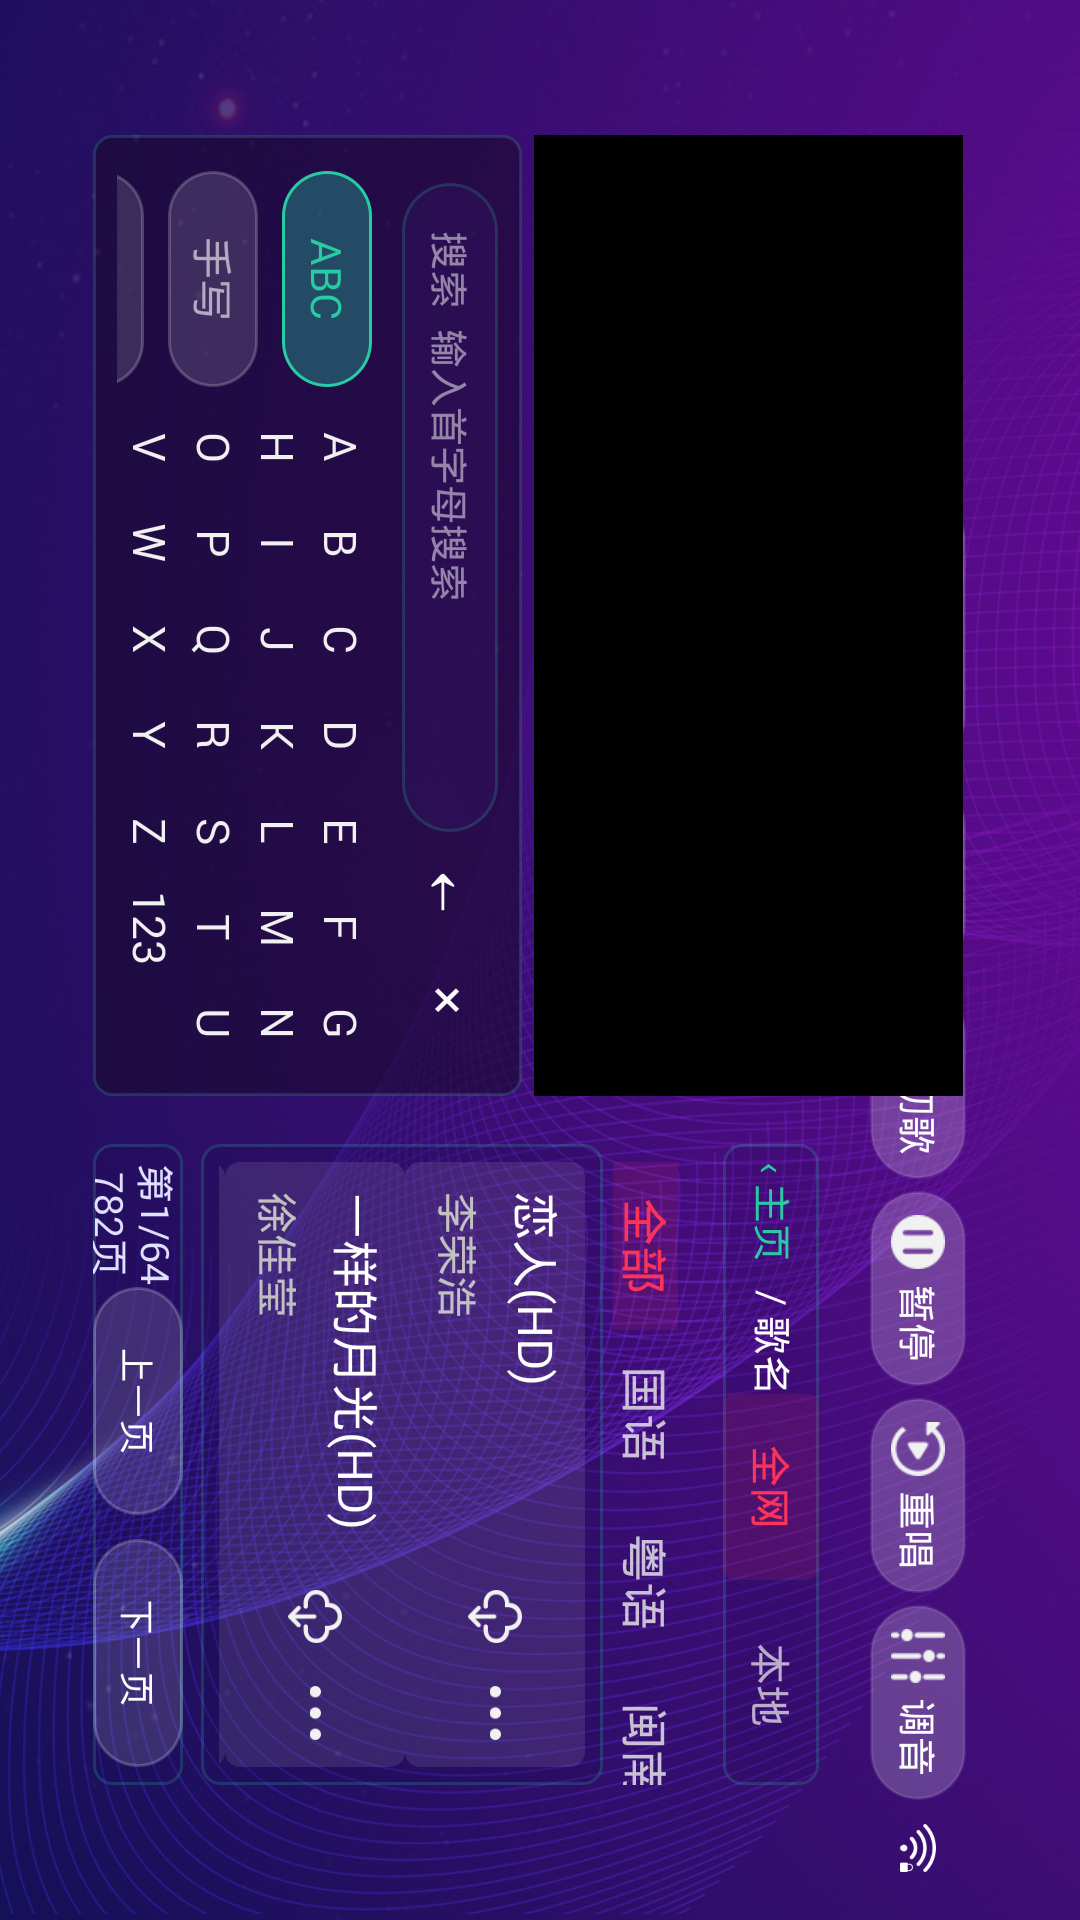 切歌
暂停
重唱
调音
‹ 主页 / 歌名
全网
本地
全部
国语
粤语
恋人(HD)
李荣浩
一样的月光(HD)
徐佳莹
第1/64
782页
上一页
下一页
搜索 输入首字母搜索
← ×
ABC
手写
A B C D E F G
H I J K L M N
O P Q R S T U
V W X Y Z 123